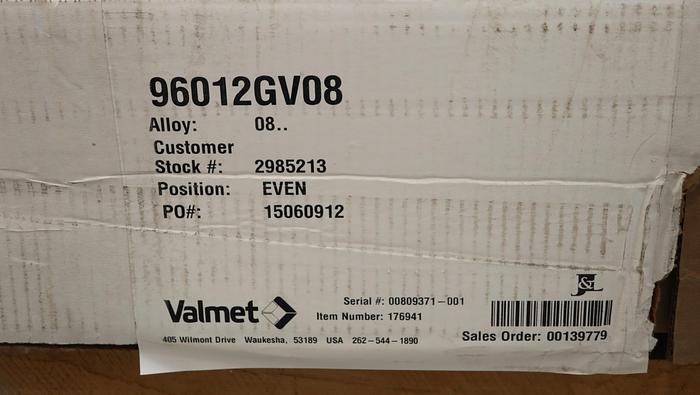 96012GV08
Alloy: 08..
Customer
Stock #: 2985213
Position: EVEN
PO#: 15060912
J&L
Valmet
Serial #: 00809371-001
Item Number: 176941
Sales Order: 00139779
405 Wilmont Drive Waukesha, 53189 USA 262-544-1890